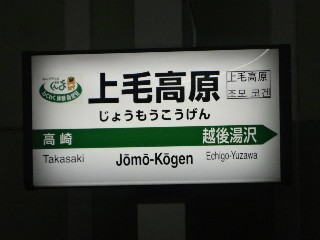 上毛高原
上毛高原
조모 코겐
じょうもうこうげん
高崎
越後湯沢
Takasaki
Jōmō-Kōgen
Echigo-Yuzawa